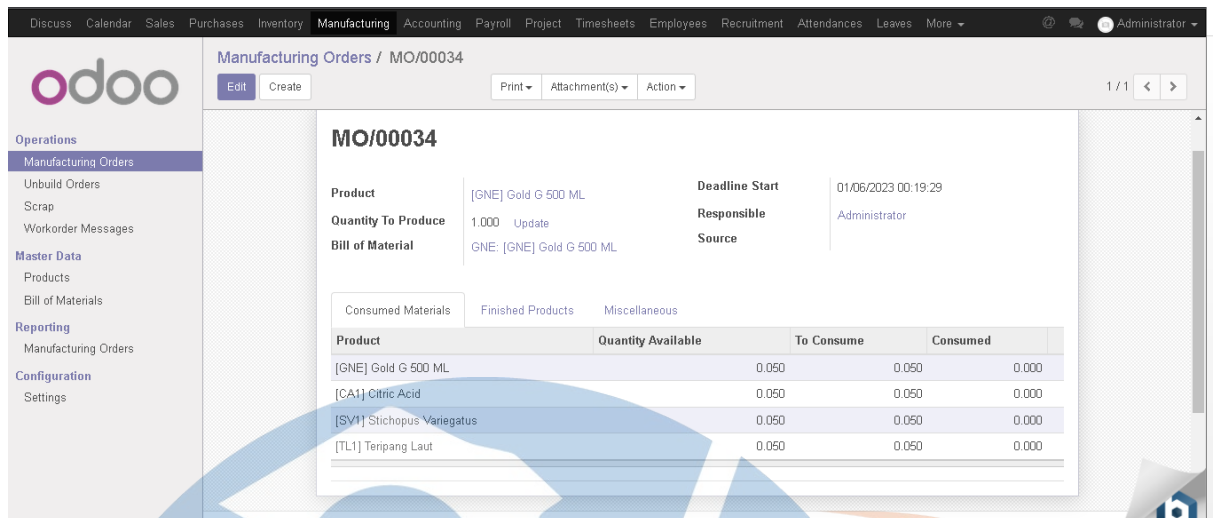 Discuss Calendar Sales Purchases Inventory Manufacturing Accounting Payroll Project Timesheets Employees Recruitment Attendances Leaves More @ Administrator
odoo
Manufacturing Orders / MO/00034
Edit Create Print Attachment(s) Action 1 / 1 < >
Operations
Manufacturing Orders
Unbuild Orders
Scrap
Workorder Messages
Master Data
Products
Bill of Materials
Reporting
Manufacturing Orders
Configuration
Settings
MO/00034
Product [GNE] Gold G 500 ML
Quantity To Produce 1.000 Update
Bill of Material GNE: [GNE] Gold G 500 ML
Deadline Start 01/06/2023 00:19:29
Responsible Administrator
Source
Consumed Materials Finished Products Miscellaneous
Product Quantity Available To Consume Consumed
[GNE] Gold G 500 ML 0.050 0.050 0.000
[CA1] Citric Acid 0.050 0.050 0.000
[SV1] Stichopus Variegatus 0.050 0.050 0.000
[TL1] Teripang Laut 0.050 0.050 0.000